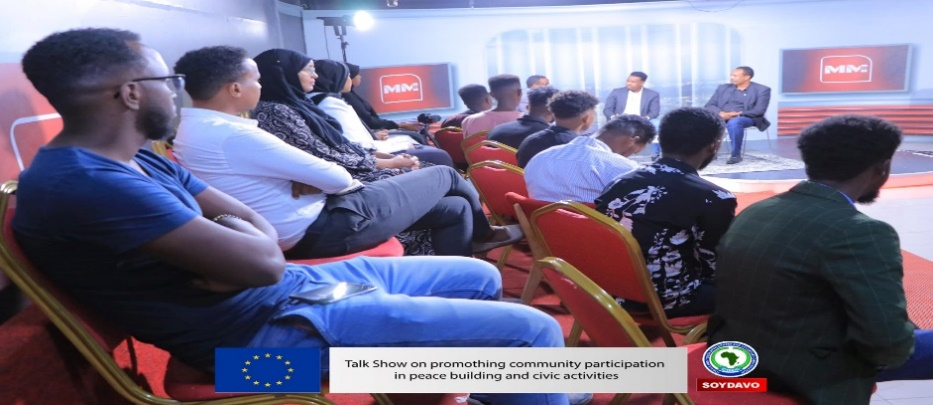 MM
MM
Talk Show on promothing community participation
in peace building and civic activities
SOYDAVO